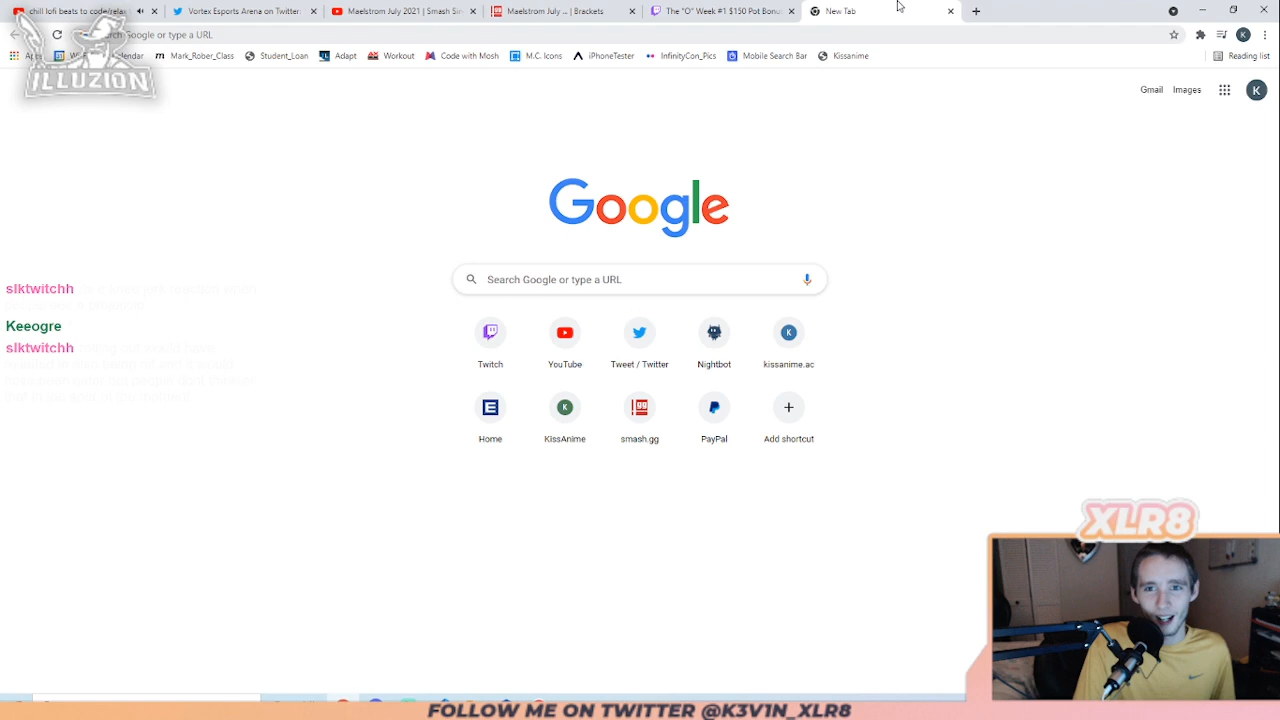 chill lofi beats to code/relax
Vortex Esports Arena on Twitter:
Maelstrom July 2021 | Smash Sir
Maelstrom July ... | Brackets
The "O" Week #1 $150 Pot Bonus
New Tab
Search Google or type a URL
Apps
Calendar
Mark_Rober_Class
Student_Loan
Adapt
Workout
Code with Mosh
M.C. Icons
iPhoneTester
InfinityCon_Pics
Mobile Search Bar
Kissanime
Reading list
ILLUZION
Gmail
Images
K
Google
Search Google or type a URL
slktwitchh
Keeogre
slktwitchh
Twitch
YouTube
Tweet / Twitter
Nightbot
kissanime.ac
Home
KissAnime
smash.gg
PayPal
Add shortcut
XLR8
FOLLOW ME ON TWITTER @K3V1N_XLR8